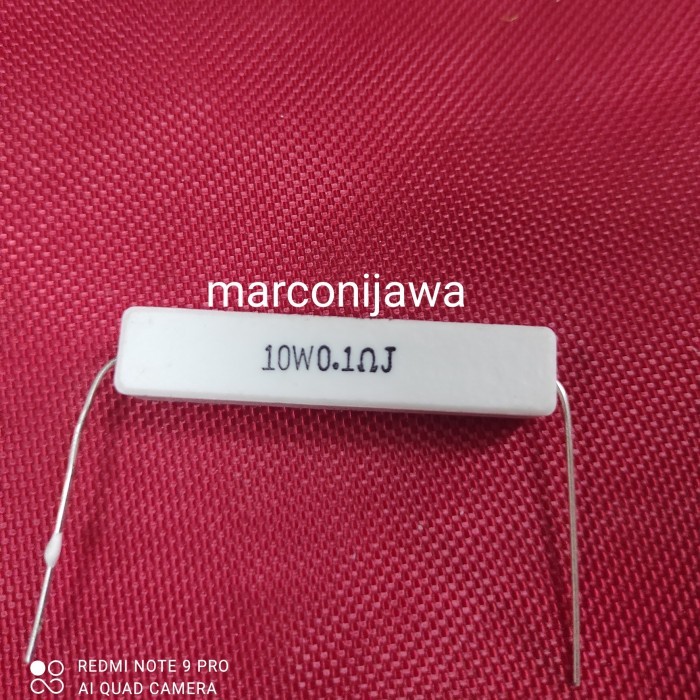 marconijawa
10W0.1ΩJ
REDMI NOTE 9 PRO
AI QUAD CAMERA